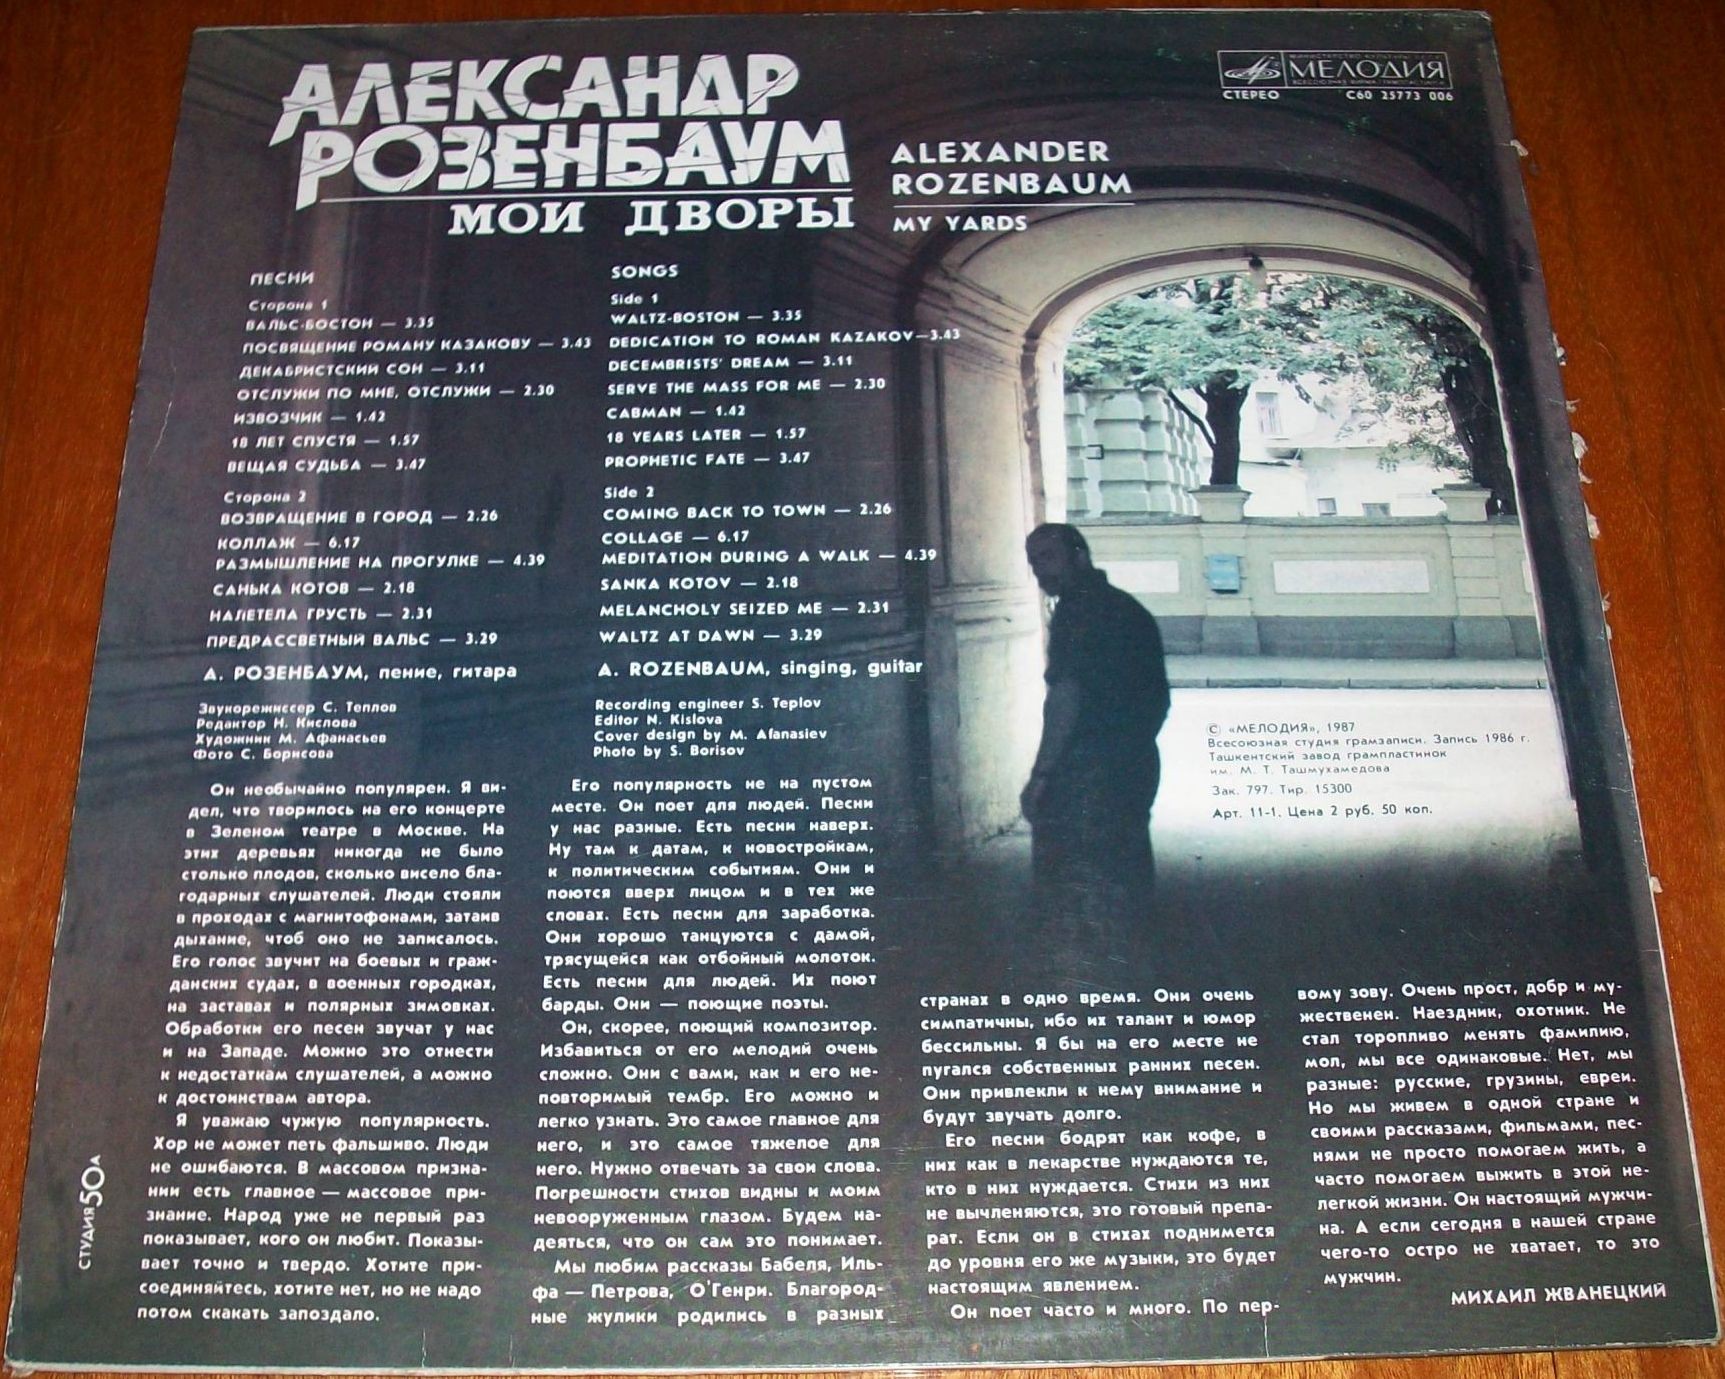 АЛЕКСАНДР
РОЗЕНБАУМ
МОИ ДВОРЫ
ALEXANDER
ROZENBAUM
MY YARDS
МИНИСТЕРСТВО КУЛЬТУРЫ СССР
МЕЛОДИЯ
СТЕРЕО С60 25773 006
ПЕСНИ
Сторона 1
ВАЛЬС-БОСТОН — 3.35
ПОСВЯЩЕНИЕ РОМАНУ КАЗАКОВУ — 3.43
ДЕКАБРИСТСКИЙ СОН — 3.11
ОТСЛУЖИ ПО МНЕ, ОТСЛУЖИ — 2.30
ИЗВОЗЧИК — 1.42
18 ЛЕТ СПУСТЯ — 1.57
ВЕЩАЯ СУДЬБА — 3.47
Сторона 2
ВОЗВРАЩЕНИЕ В ГОРОД — 2.26
КОЛЛАЖ — 6.17
РАЗМЫШЛЕНИЕ НА ПРОГУЛКЕ — 4.39
САНЬКА КОТОВ — 2.18
НАЛЕТЕЛА ГРУСТЬ — 2.31
ПРЕДРАССВЕТНЫЙ ВАЛЬС — 3.29
А. РОЗЕНБАУМ, пение, гитара
Звукорежиссер С. Теплов
Редактор Н. Кислова
Художник М. Афанасьев
Фото С. Борисова
SONGS
Side 1
WALTZ-BOSTON — 3.35
DEDICATION TO ROMAN KAZAKOV—3.43
DECEMBRISTS' DREAM — 3.11
SERVE THE MASS FOR ME — 2.30
CABMAN — 1.42
18 YEARS LATER — 1.57
PROPHETIC FATE — 3.47
Side 2
COMING BACK TO TOWN — 2.26
COLLAGE — 6.17
MEDITATION DURING A WALK — 4.39
SANKA KOTOV — 2.18
MELANCHOLY SEIZED ME — 2.31
WALTZ AT DAWN — 3.29
A. ROZENBAUM, singing, guitar
Recording engineer S. Teplov
Editor N. Kislova
Cover design by M. Afanasiev
Photo by S. Borisov
© «МЕЛОДИЯ», 1987
Всесоюзная студия грамзаписи. Запись 1986 г.
Ташкентский завод грампластинок
им. М. Т. Ташмухамедова
Зак. 797. Тир. 15300
Арт. 11-1. Цена 2 руб. 50 коп.
Он необычайно популярен. Я ви-
дел, что творилось на его концерте
в Зеленом театре в Москве. На
этих деревьях никогда не было
столько плодов, сколько висело бла-
годарных слушателей. Люди стояли
в проходах с магнитофонами, затаив
дыхание, чтоб оно не записалось.
Его голос звучит на боевых и граж-
данских судах, в военных городках,
на заставах и полярных зимовках.
Обработки его песен звучат у нас
и на Западе. Можно это отнести
к недостаткам слушателей, а можно
к достоинствам автора.
Я уважаю чужую популярность.
Хор не может петь фальшиво. Люди
не ошибаются. В массовом призна-
нии есть главное — массовое при-
знание. Народ уже не первый раз
показывает, кого он любит. Показы-
вает точно и твердо. Хотите при-
соединяйтесь, хотите нет, но не надо
потом скакать запоздало.
Его популярность не на пустом
месте. Он поет для людей. Песни
у нас разные. Есть песни наверх.
Ну там к датам, к новостройкам,
к политическим событиям. Они и
поются вверх лицом и в тех же
словах. Есть песни для заработка.
Они хорошо танцуются с дамой,
трясущейся как отбойный молоток.
Есть песни для людей. Их поют
барды. Они — поющие поэты.
Он, скорее, поющий композитор.
Избавиться от его мелодий очень
сложно. Они с вами, как и его не-
повторимый тембр. Его можно и
легко узнать. Это самое главное для
него, и это самое тяжелое для
него. Нужно отвечать за свои слова.
Погрешности стихов видны и моим
невооруженным глазом. Будем на-
деяться, что он сам это понимает.
Мы любим рассказы Бабеля, Иль-
фа — Петрова, О'Генри. Благород-
ные жулики родились в разных
странах в одно время. Они очень
симпатичны, ибо их талант и юмор
бессильны. Я бы на его месте не
пугался собственных ранних песен.
Они привлекли к нему внимание и
будут звучать долго.
Его песни бодрят как кофе, в
них как в лекарстве нуждаются те,
кто в них нуждается. Стихи из них
не вычленяются, это готовый препа-
рат. Если он в стихах поднимется
до уровня его же музыки, это будет
настоящим явлением.
Он поет часто и много. По пер-
вому зову. Очень прост, добр и му-
жественен. Наездник, охотник. Не
стал торопливо менять фамилию,
мол, мы все одинаковые. Нет, мы
разные: русские, грузины, евреи.
Но мы живем в одной стране и
своими рассказами, фильмами, пес-
нями не просто помогаем жить, а
часто помогаем выжить в этой не-
легкой жизни. Он настоящий мужчи-
на. А если сегодня в нашей стране
чего-то остро не хватает, то это
мужчин.
МИХАИЛ ЖВАНЕЦКИЙ
СТУДИЯ 50А